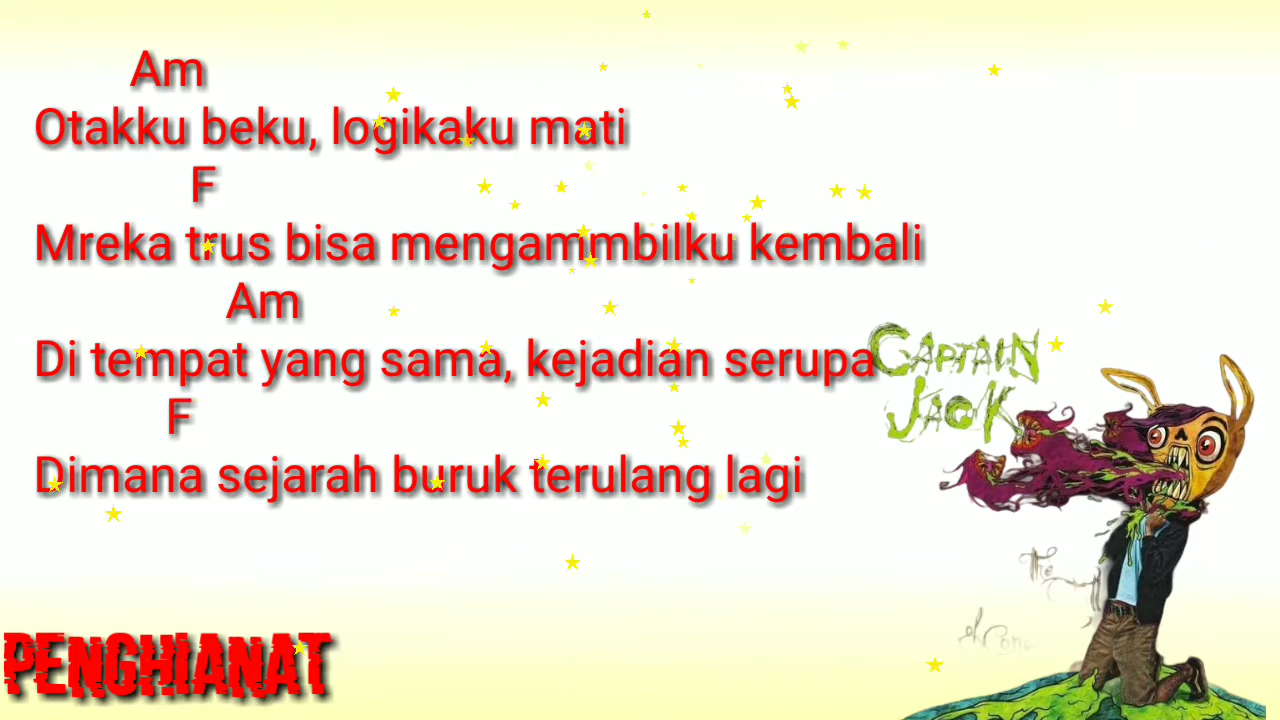 Am
Otakku beku, logikaku mati
F
Mreka trus bisa mengammbilku kembali
Am
Di tempat yang sama, kejadian serupa
F
Dimana sejarah buruk terulang lagi
CAPTAIN
JACK
The
PENGHIANAT